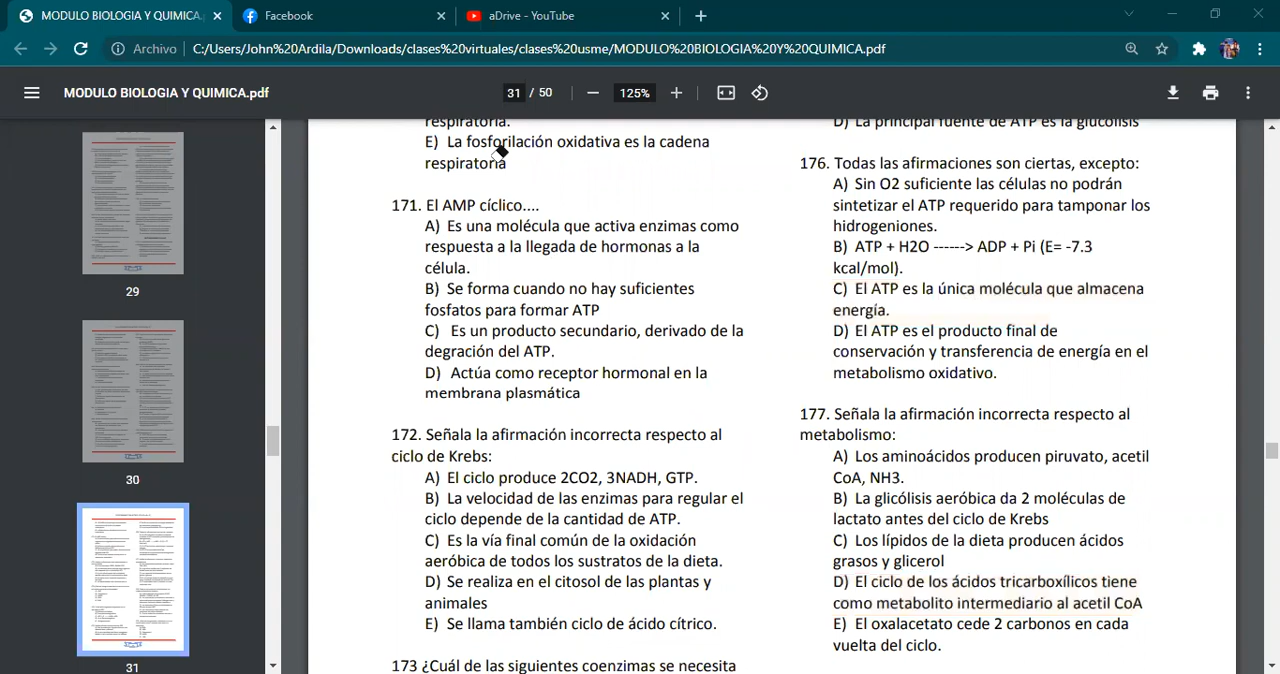 MODULO BIOLOGIA Y QUIMICA.
Facebook
aDrive - YouTube
Archivo
C:/Users/John%20Ardila/Downloads/clases%20virtuales/clases%20usme/MODULO%20BIOLOGIA%20Y%20QUIMICA.pdf
MODULO BIOLOGIA Y QUIMICA.pdf
31 / 50
125%
29
30
31
respiratoria.
E) La fosforilación oxidativa es la cadena
respiratoria
171. El AMP cíclico....
A) Es una molécula que activa enzimas como
respuesta a la llegada de hormonas a la
célula.
B) Se forma cuando no hay suficientes
fosfatos para formar ATP
C) Es un producto secundario, derivado de la
degración del ATP.
D) Actúa como receptor hormonal en la
membrana plasmática
172. Señala la afirmación incorrecta respecto al
ciclo de Krebs:
A) El ciclo produce 2CO2, 3NADH, GTP.
B) La velocidad de las enzimas para regular el
ciclo depende de la cantidad de ATP.
C) Es la vía final común de la oxidación
aeróbica de todos los sustratos de la dieta.
D) Se realiza en el citosol de las plantas y
animales
E) Se llama también ciclo de ácido cítrico.
173 ¿Cuál de las siguientes coenzimas se necesita
D) La principal fuente de ATP es la glucólisis
176. Todas las afirmaciones son ciertas, excepto:
A) Sin O2 suficiente las células no podrán
sintetizar el ATP requerido para tamponar los
hidrogeniones.
B) ATP + H2O ------> ADP + Pi (E= -7.3
kcal/mol).
C) El ATP es la única molécula que almacena
energía.
D) El ATP es el producto final de
conservación y transferencia de energía en el
metabolismo oxidativo.
177. Señala la afirmación incorrecta respecto al
metabolismo:
A) Los aminoácidos producen piruvato, acetil
CoA, NH3.
B) La glicólisis aeróbica da 2 moléculas de
lactato antes del ciclo de Krebs
C) Los lípidos de la dieta producen ácidos
grasos y glicerol
D) El ciclo de los ácidos tricarboxílicos tiene
como metabolito intermediario al acetil CoA
E) El oxalacetato cede 2 carbonos en cada
vuelta del ciclo.